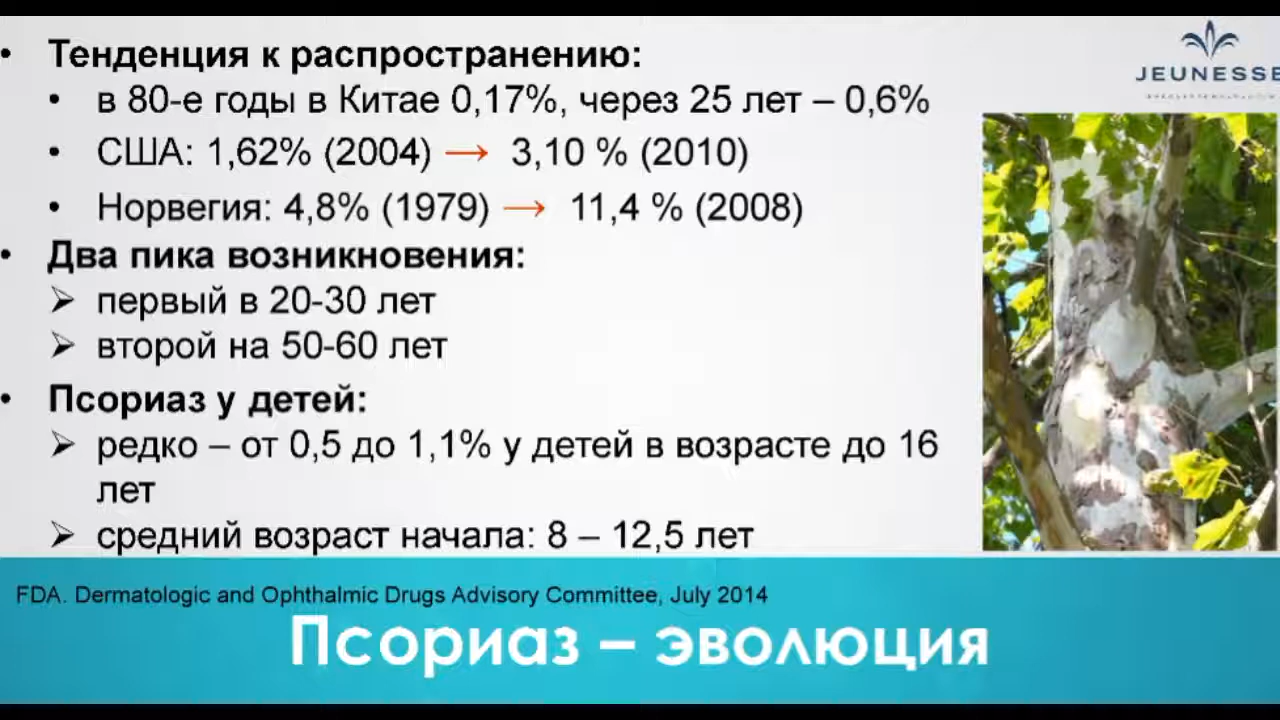 • Тенденция к распространению:
• в 80-е годы в Китае 0,17%, через 25 лет – 0,6%
• США: 1,62% (2004) → 3,10 % (2010)
• Норвегия: 4,8% (1979) → 11,4 % (2008)
• Два пика возникновения:
➢ первый в 20-30 лет
➢ второй на 50-60 лет
• Псориаз у детей:
➢ редко – от 0,5 до 1,1% у детей в возрасте до 16
лет
➢ средний возраст начала: 8 – 12,5 лет
JEUNESSE
FDA. Dermatologic and Ophthalmic Drugs Advisory Committee, July 2014
Псориаз – эволюция